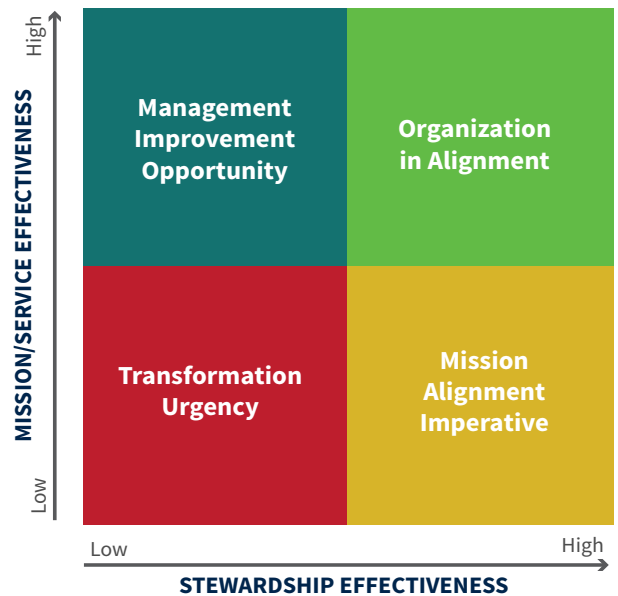 High
MISSION/SERVICE EFFECTIVENESS
Low
Management
Improvement
Opportunity
Organization
in Alignment
Transformation
Urgency
Mission
Alignment
Imperative
Low
High
STEWARDSHIP EFFECTIVENESS